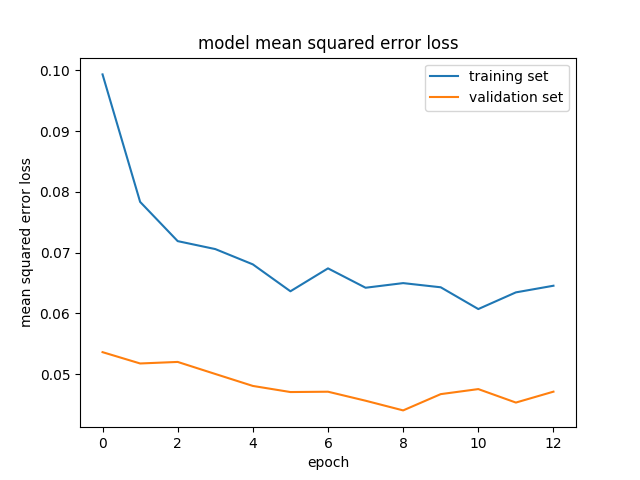 model mean squared error loss
training set
validation set
0.10
0.09
0.08
0.07
0.06
0.05
mean squared error loss
0 2 4 6 8 10 12
epoch